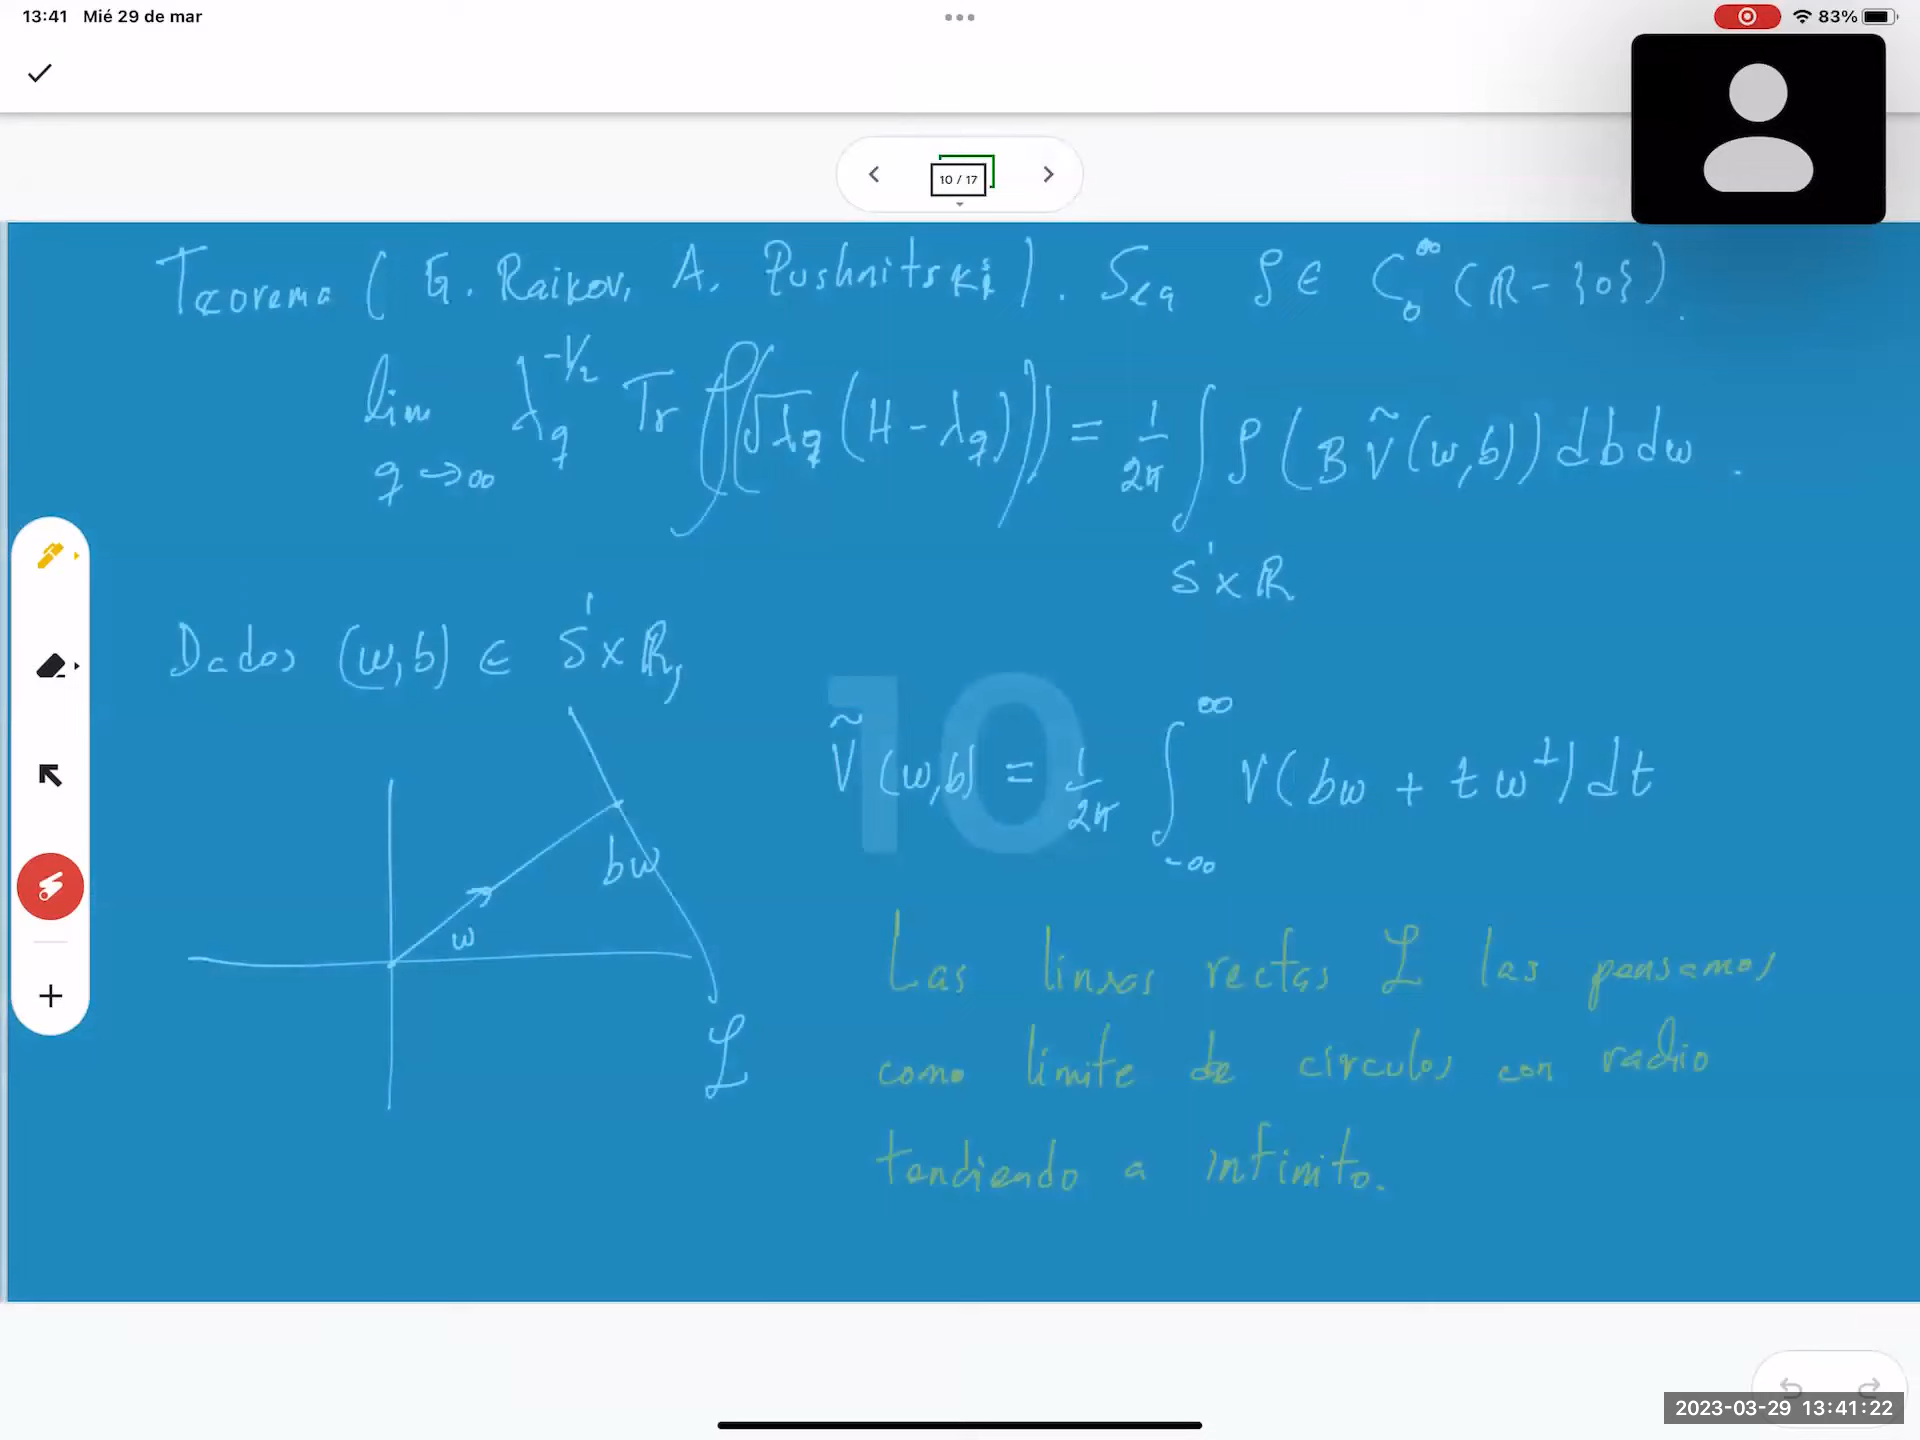 13:41 Mié 29 de mar
83%
10 / 17
Teorema ( G. Raikov, A. Pushnitski ). Sea ρ ∈ C₀^∞ (ℝ - {0}).
lim q→∞ λ_q^{-1/2} Tr ρ(√λ_q (H - λ_q)) = 1/2π ∫_{S¹×ℝ} ρ (B Ṽ(ω,b)) db dω.
Dados (ω,b) ∈ S¹×ℝ,
10
Ṽ (ω,b) = 1/2π ∫_{-∞}^{∞} V(bω + tω^⊥) dt
bω
ω
ℒ
Las lineas rectas ℒ las pensamos
como límite de círculos con radio
tendiendo a infinito.
2023-03-29 13:41:22